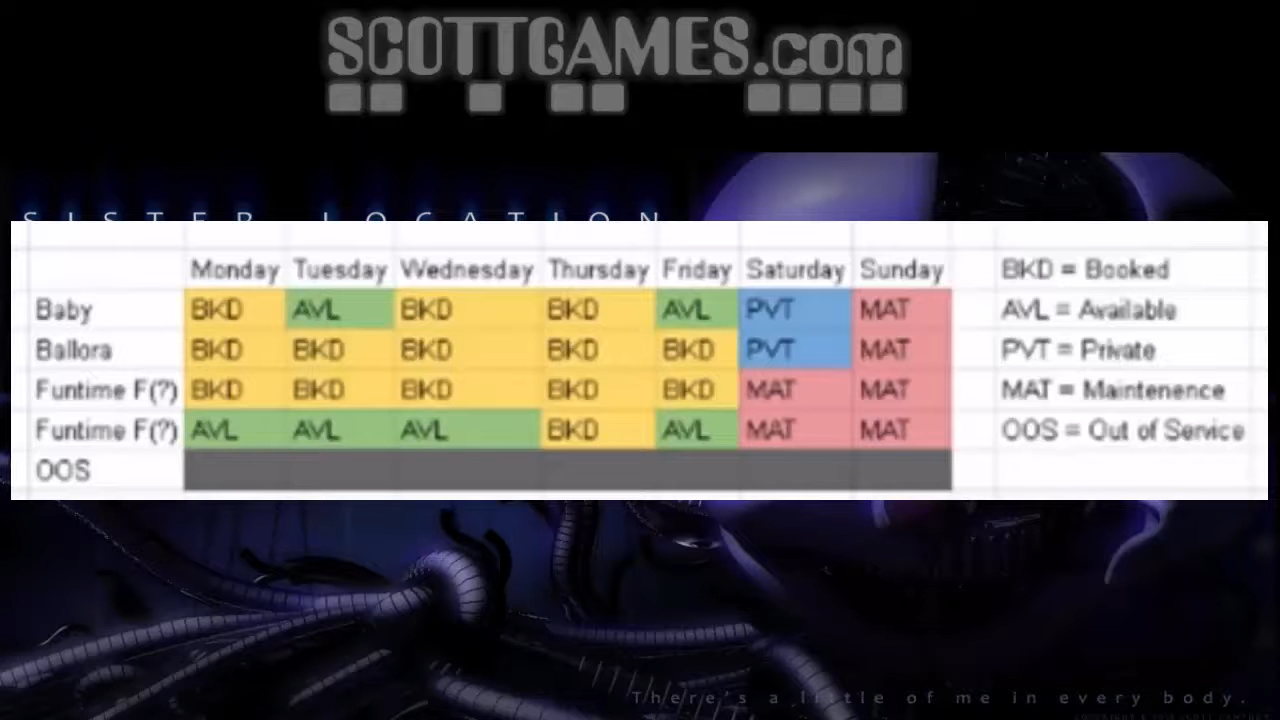 SCOTTGAMES.com
SISTER LOCATION
Monday Tuesday Wednesday Thursday Friday Saturday Sunday BKD = Booked
Baby BKD AVL BKD BKD AVL PVT MAT AVL = Available
Ballora BKD BKD BKD BKD BKD PVT MAT PVT = Private
Funtime F(?) BKD BKD BKD BKD BKD MAT MAT MAT = Maintenence
Funtime F(?) AVL AVL AVL BKD AVL MAT MAT OOS = Out of Service
OOS
There's a little of me in every body.